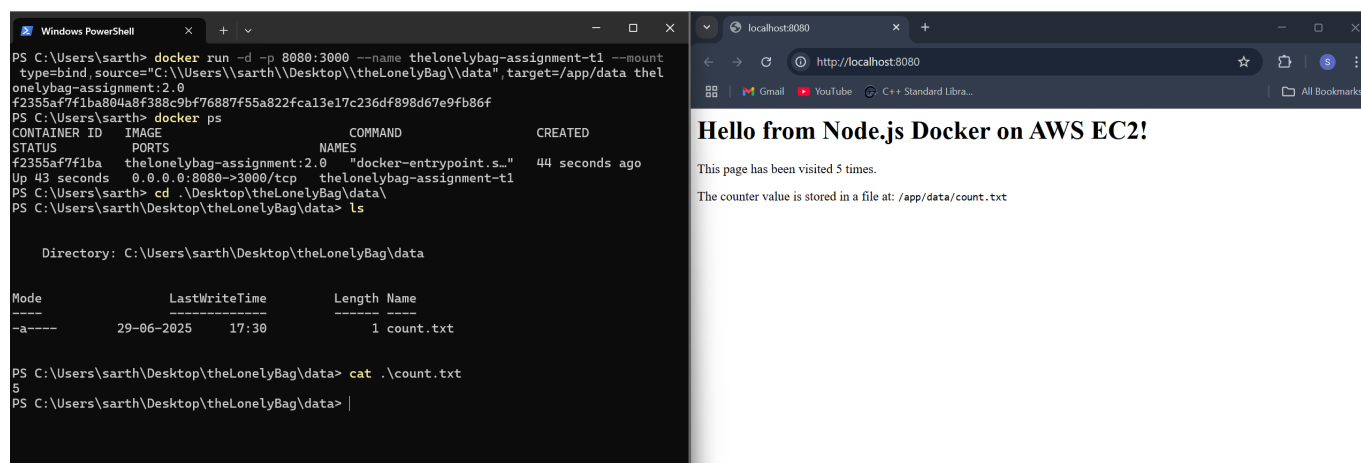 Windows PowerShell
PS C:\Users\sarth> docker run -d -p 8080:3000 --name thelonelybag-assignment-t1 --mount
 type=bind,source="C:\\Users\\sarth\\Desktop\\theLonelyBag\\data",target=/app/data thel
onelybag-assignment:2.0
f2355af7f1ba804a8f388c9bf76887f55a822fca13e17c236df898d67e9fb86f
PS C:\Users\sarth> docker ps
CONTAINER ID   IMAGE                         COMMAND                  CREATED
STATUS          PORTS                    NAMES
f2355af7f1ba   thelonelybag-assignment:2.0   "docker-entrypoint.s…"   44 seconds ago
Up 43 seconds   0.0.0.0:8080->3000/tcp   thelonelybag-assignment-t1
PS C:\Users\sarth> cd .\Desktop\theLonelyBag\data\
PS C:\Users\sarth\Desktop\theLonelyBag\data> ls
    Directory: C:\Users\sarth\Desktop\theLonelyBag\data
Mode                 LastWriteTime         Length Name
----                 -------------         ------ ----
-a----        29-06-2025     17:30              1 count.txt
PS C:\Users\sarth\Desktop\theLonelyBag\data> cat .\count.txt
5
PS C:\Users\sarth\Desktop\theLonelyBag\data>
localhost:8080
http://localhost:8080
S
Gmail YouTube C++ Standard Libra... All Bookmarks
Hello from Node.js Docker on AWS EC2!
This page has been visited 5 times.
The counter value is stored in a file at: /app/data/count.txt